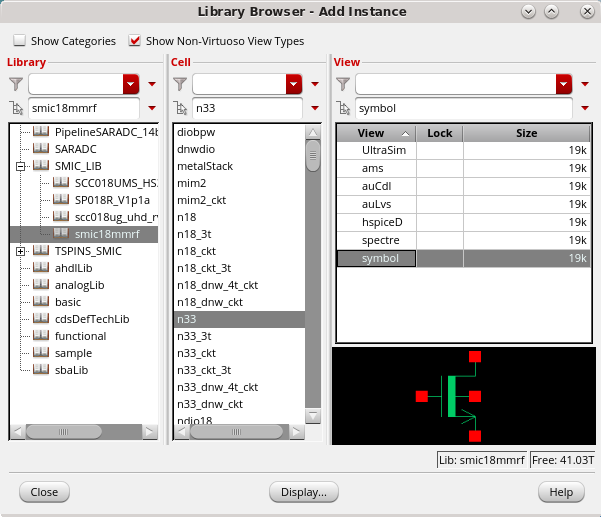 Library Browser - Add Instance
Show Categories
Show Non-Virtuoso View Types
Library
Cell
View
smic18mmrf
n33
symbol
PipelineSARADC_14b
SARADC
SMIC_LIB
SCC018UMS_HS
SP018R_V1p1a
scc018ug_uhd_rv
smic18mmrf
TSPINS_SMIC
ahdlLib
analogLib
basic
cdsDefTechLib
functional
sample
sbaLib
diobpw
dnwdio
metalStack
mim2
mim2_ckt
n18
n18_3t
n18_ckt
n18_ckt_3t
n18_dnw_4t_ckt
n18_dnw_ckt
n33
n33_3t
n33_ckt
n33_ckt_3t
n33_dnw_4t_ckt
n33_dnw_ckt
ndio18
View Lock Size
UltraSim 19k
ams 19k
auCdl 19k
auLvs 19k
hspiceD 19k
spectre 19k
symbol 19k
Lib: smic18mmrf Free: 41.03T
Close Display... Help